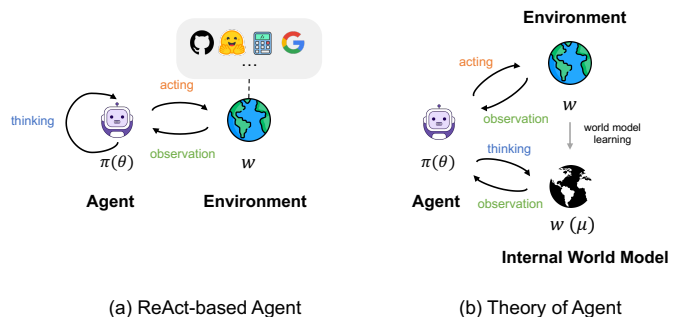 ...
thinking
acting
observation
π(θ)
w
Agent
Environment
(a) ReAct-based Agent
Environment
acting
observation
w
world model
learning
thinking
π(θ)
observation
Agent
w (μ)
Internal World Model
(b) Theory of Agent